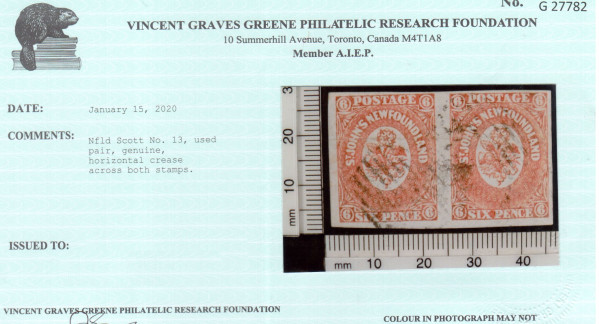 No. G 27782
VINCENT GRAVES GREENE PHILATELIC RESEARCH FOUNDATION
10 Summerhill Avenue, Toronto, Canada M4T1A8
Member A.I.E.P.
DATE: January 15, 2020
COMMENTS: Nfld Scott No. 13, used
pair, genuine,
horizontal crease
across both stamps.
3
20
10
mm
6 POSTAGE 6
ST. JOHN'S NEWFOUNDLAND
6 SIX PENCE 6
6 POSTAGE 6
ST. JOHN'S NEWFOUNDLAND
6 SIX PENCE 6
mm 10 20 30 40
ISSUED TO:
VINCENT GRAVES GREENE PHILATELIC RESEARCH FOUNDATION
COLOUR IN PHOTOGRAPH MAY NOT